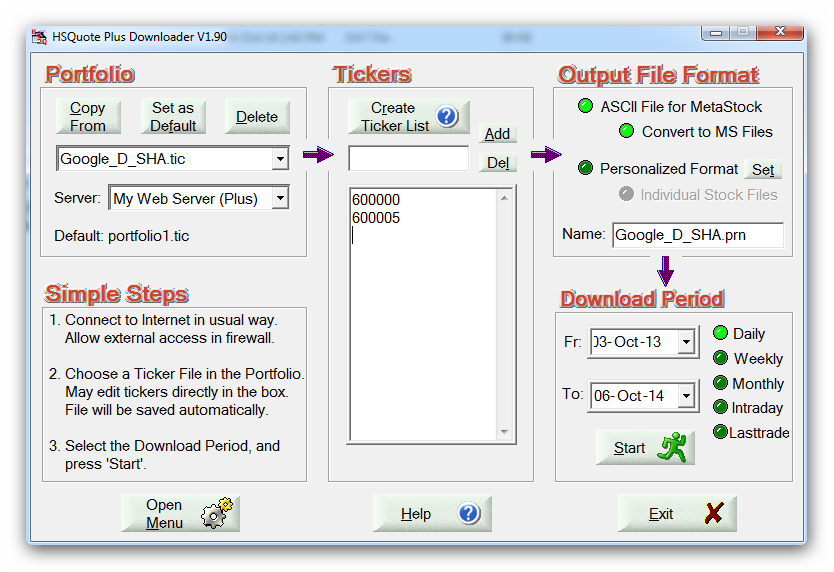 HSQuote Plus Downloader V1.90
Portfolio
Copy
From
Set as
Default
Delete
Google_D_SHA.tic
Server:
My Web Server (Plus)
Default: portfolio1.tic
Simple Steps
1. Connect to Internet in usual way.
Allow external access in firewall.
2. Choose a Ticker File in the Portfolio.
May edit tickers directly in the box.
File will be saved automatically.
3. Select the Download Period, and
press 'Start'.
Open
Menu
Tickers
Create
Ticker List
Add
Del
600000
600005
Help
Output File Format
ASCII File for MetaStock
Convert to MS Files
Personalized Format
Set
Individual Stock Files
Name:
Google_D_SHA.prn
Download Period
Fr:
03-Oct-13
To:
06-Oct-14
Daily
Weekly
Monthly
Intraday
Lasttrade
Start
Exit